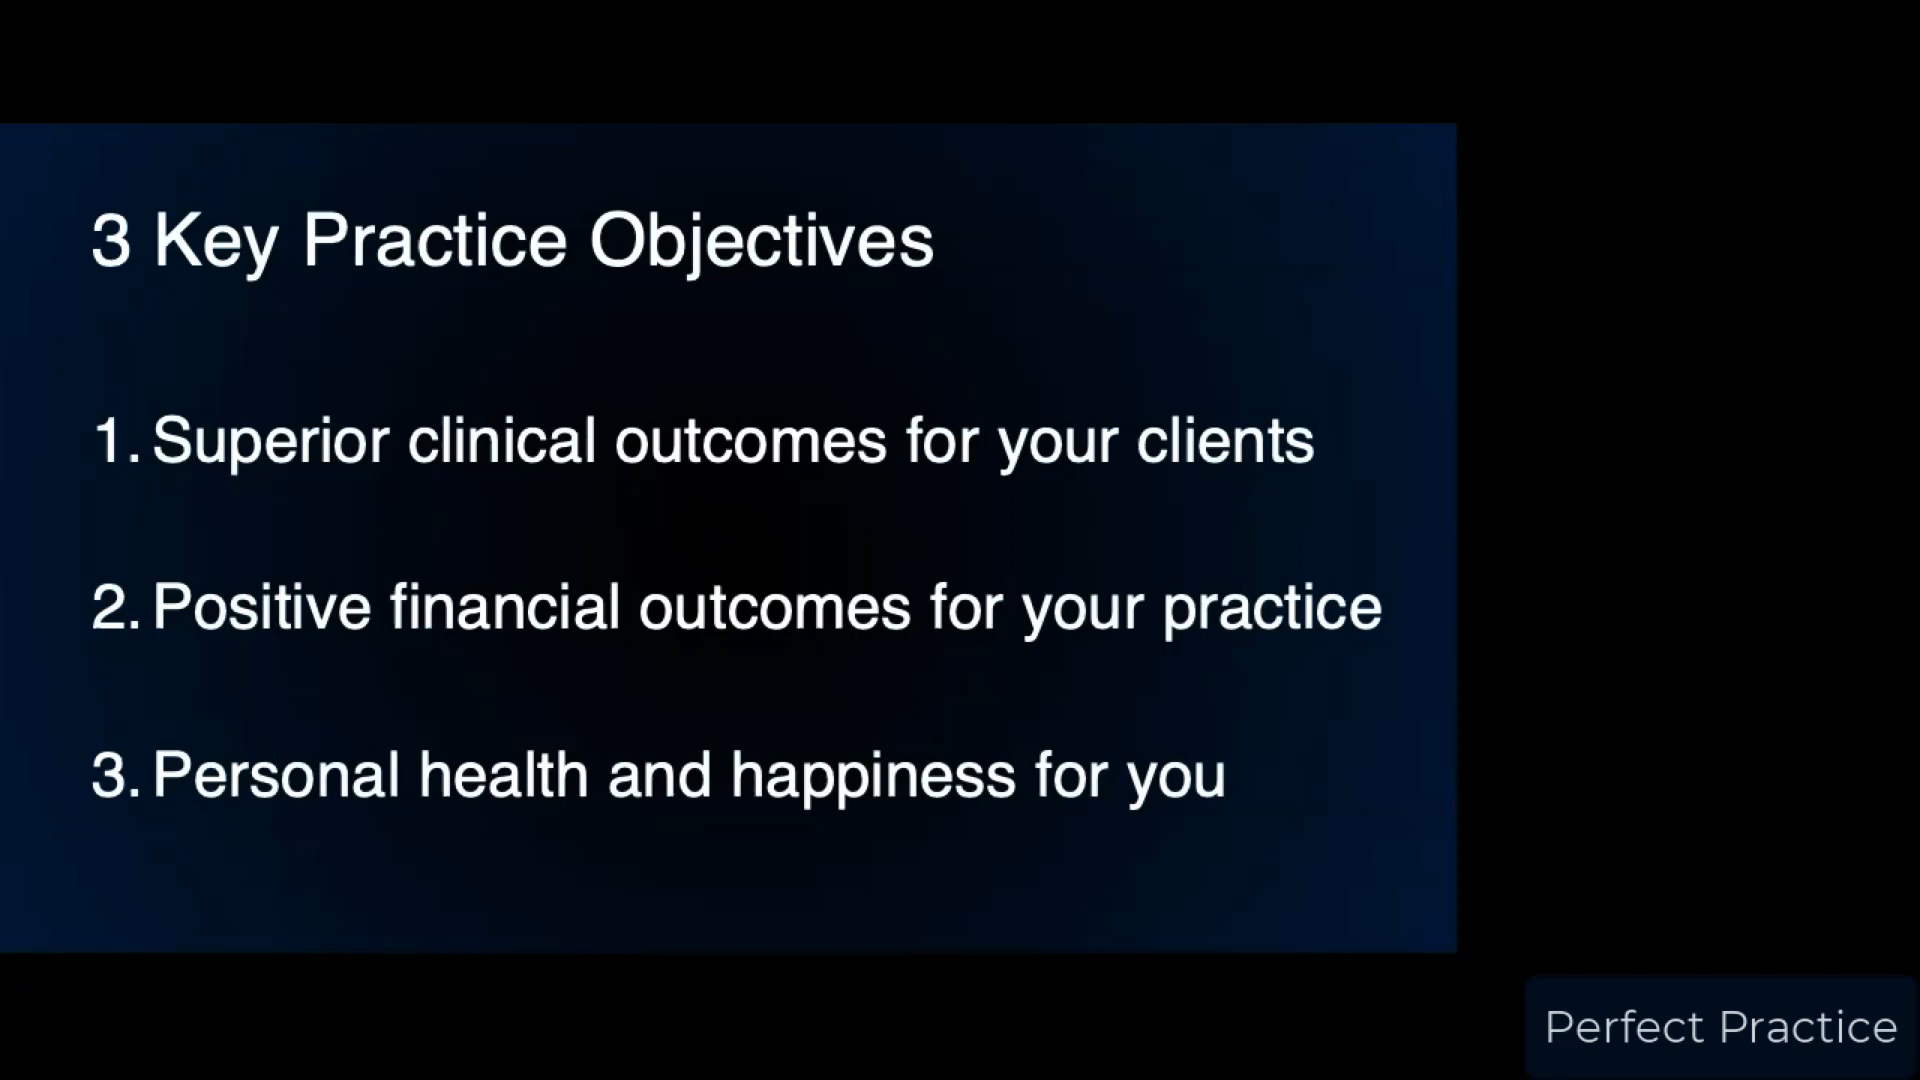 3 Key Practice Objectives
1. Superior clinical outcomes for your clients
2. Positive financial outcomes for your practice
3. Personal health and happiness for you
Perfect Practice